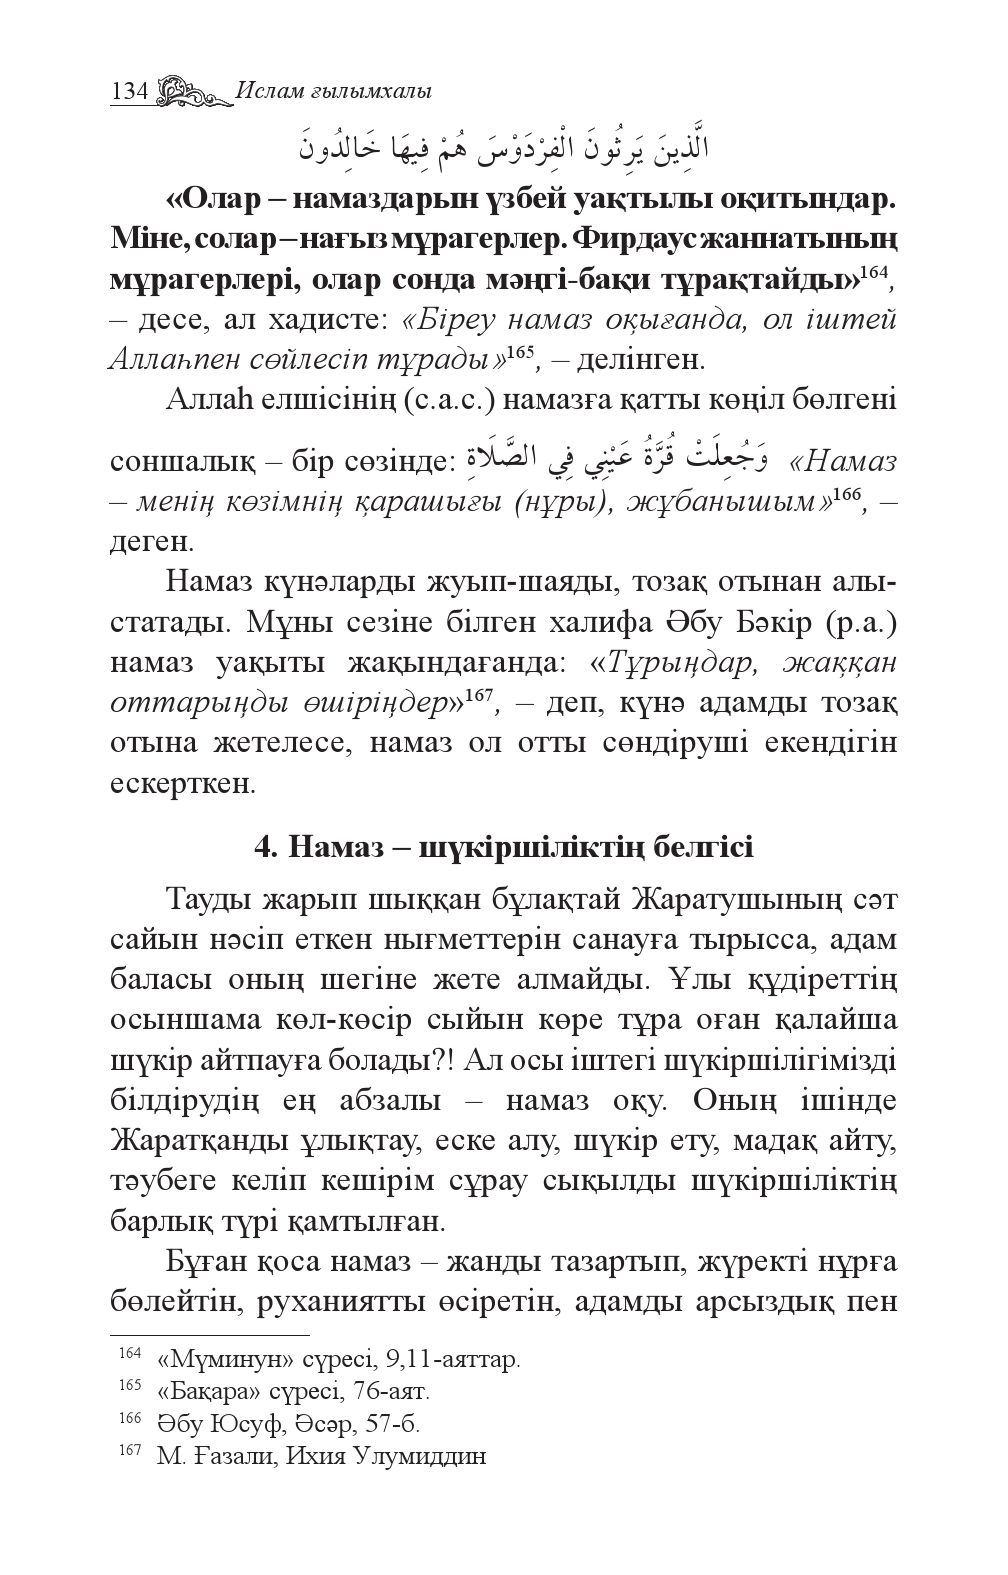 134 Ислам ғылымхалы
الَّذِينَ يَرِثُونَ الْفِرْدَوْسَ هُمْ فِيهَا خَالِدُونَ
«Олар – намаздарын үзбей уақтылы оқитындар.
Міне, солар – нағыз мұрагерлер. Фирдаус жаннатының
мұрагерлері, олар сонда мәңгі-бақи тұрақтайды»164,
– десе, ал хадисте: «Біреу намаз оқығанда, ол іштей
Аллаһпен сөйлесіп тұрады»165, – делінген.
Аллаһ елшісінің (с.а.с.) намазға қатты көңіл бөлгені
соншалық – бір сөзінде: وَجُعِلَتْ قُرَّةُ عَيْنِي فِي الصَّلَاةِ «Намаз
– менің көзімнің қарашығы (нұры), жұбанышым»166, –
деген.
Намаз күнәларды жуып-шаяды, тозақ отынан алы-
статады. Мұны сезіне білген халифа Әбу Бәкір (р.а.)
намаз уақыты жақындағанда: «Тұрыңдар, жаққан
оттарыңды өшіріңдер»167, – деп, күнә адамды тозақ
отына жетелесе, намаз ол отты сөндіруші екендігін
ескерткен.
4. Намаз – шүкіршіліктің белгісі
Тауды жарып шыққан бұлақтай Жаратушының сәт
сайын нәсіп еткен нығметтерін санауға тырысса, адам
баласы оның шегіне жете алмайды. Ұлы құдіреттің
осыншама көл-көсір сыйын көре тұра оған қалайша
шүкір айтпауға болады?! Ал осы іштегі шүкіршілігімізді
білдірудің ең абзалы – намаз оқу. Оның ішінде
Жаратқанды ұлықтау, еске алу, шүкір ету, мадақ айту,
тәубеге келіп кешірім сұрау сықылды шүкіршіліктің
барлық түрі қамтылған.
Бұған қоса намаз – жанды тазартып, жүректі нұрға
бөлейтін, руханиятты өсіретін, адамды арсыздық пен
164 «Мүминун» сүресі, 9,11-аяттар.
165 «Бақара» сүресі, 76-аят.
166 Әбу Юсуф, Әсәр, 57-б.
167 М. Ғазали, Ихия Улумиддин